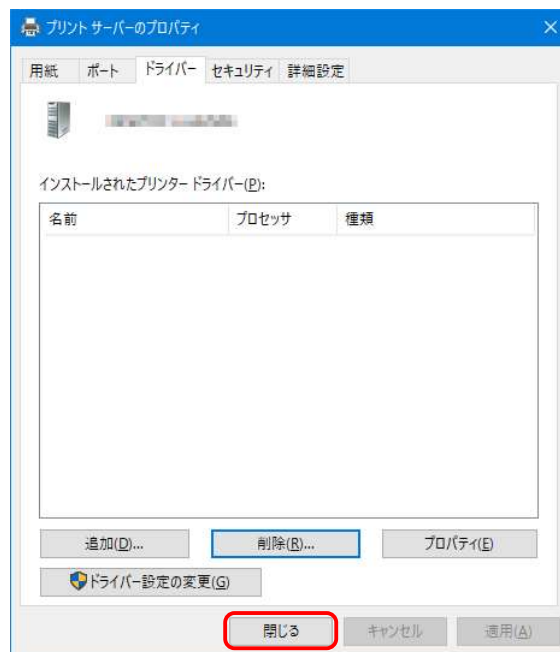 プリント サーバーのプロパティ
用紙 ポート ドライバー セキュリティ 詳細設定
インストールされたプリンター ドライバー(P):
名前 プロセッサ 種類
追加(D)... 削除(R)... プロパティ(E)
ドライバー設定の変更(G)
閉じる キャンセル 適用(A)